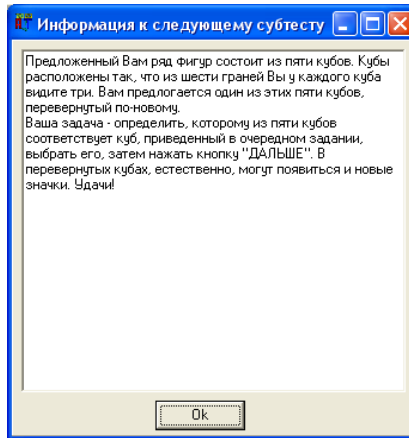 Информация к следующему субтесту
Предложенный Вам ряд фигур состоит из пяти кубов. Кубы
расположены так, что из шести граней Вы у каждого куба
видите три. Вам предлогается один из этих пяти кубов,
перевернутый по-новому.
Ваша задача - определить, которому из пяти кубов
соответствует куб, приведенный в очередном задании,
выбрать его, затем нажать кнопку "ДАЛЬШЕ". В
перевернутых кубах, естественно, могут появиться и новые
значки. Удачи!
Ok